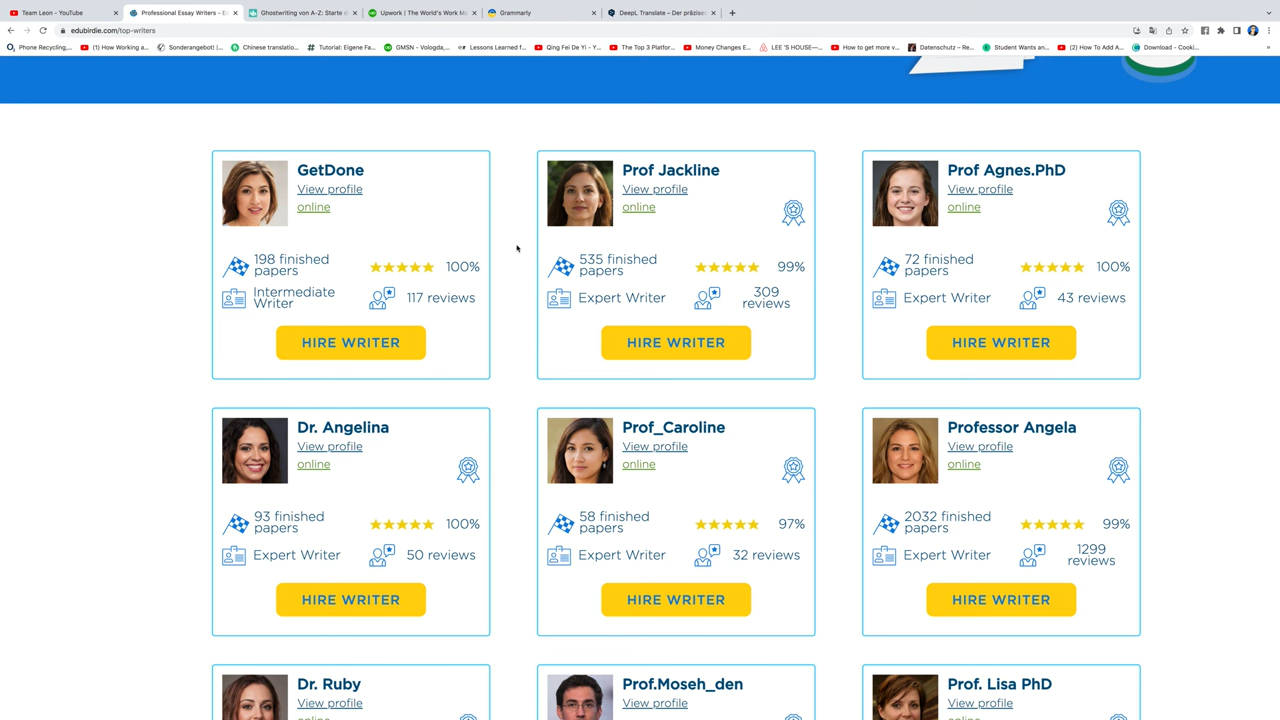 Team Leon - YouTube
Professional Essay Writers - E
Ghostwriting von A-Z: Starte d
Upwork | The World's Work M
Grammarly
DeepL Translate – Der präzise
edubirdie.com/top-writers
Phone Recycling,...
(1) How Working a...
Sonderangebot! |...
Chinese translatio...
Tutorial: Eigene Fa...
GMSN - Vologda,...
Lessons Learned f...
Qing Fei De Yi - Y...
The Top 3 Platfor...
Money Changes E...
LEE 'S HOUSE—...
How to get more v...
Datenschutz – Re...
Student Wants an...
(2) How To Add A...
Download - Cooki...
GetDone
View profile
online
198 finished
papers
100%
Intermediate
Writer
117 reviews
HIRE WRITER
Prof Jackline
View profile
online
535 finished
papers
99%
Expert Writer
309
reviews
HIRE WRITER
Prof Agnes.PhD
View profile
online
72 finished
papers
100%
Expert Writer
43 reviews
HIRE WRITER
Dr. Angelina
View profile
online
93 finished
papers
100%
Expert Writer
50 reviews
HIRE WRITER
Prof_Caroline
View profile
online
58 finished
papers
97%
Expert Writer
32 reviews
HIRE WRITER
Professor Angela
View profile
online
2032 finished
papers
99%
Expert Writer
1299
reviews
HIRE WRITER
Dr. Ruby
View profile
online
Prof.Moseh_den
View profile
Prof. Lisa PhD
View profile